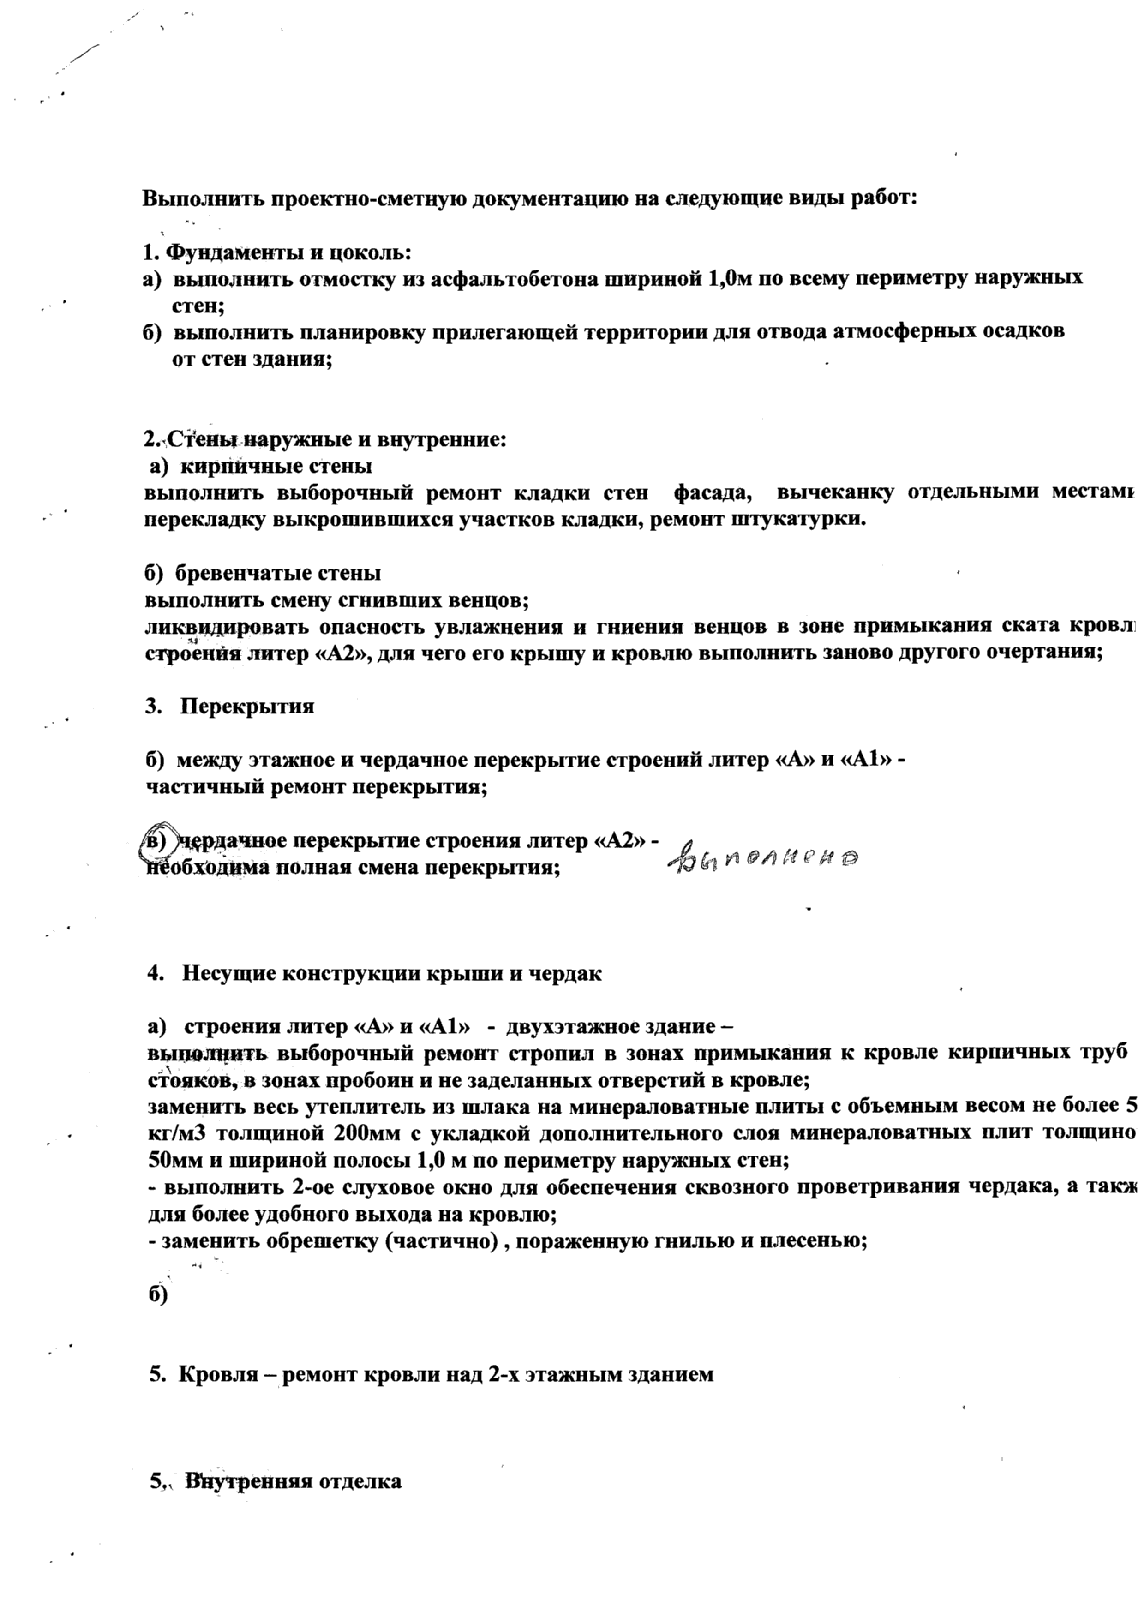 Выполнить проектно-сметную документацию на следующие виды работ:
1. Фундаменты и цоколь:
а) выполнить отмостку из асфальтобетона шириной 1,0м по всему периметру наружных
стен;
б) выполнить планировку прилегающей территории для отвода атмосферных осадков
от стен здания;
2. Стены наружные и внутренние:
а) кирпичные стены
выполнить выборочный ремонт кладки стен фасада, вычеканку отдельными местами
перекладку выкрошившихся участков кладки, ремонт штукатурки.
б) бревенчатые стены
выполнить смену сгнивших венцов;
ликвидировать опасность увлажнения и гниения венцов в зоне примыкания ската кровл
строения литер «А2», для чего его крышу и кровлю выполнить заново другого очертания;
3. Перекрытия
б) между этажное и чердачное перекрытие строений литер «А» и «А1» -
частичный ремонт перекрытия;
в) чердачное перекрытие строения литер «А2» -
необходима полная смена перекрытия; выполнено
4. Несущие конструкции крыши и чердак
а) строения литер «А» и «А1» - двухэтажное здание –
выполнить выборочный ремонт стропил в зонах примыкания к кровле кирпичных труб
стояков, в зонах пробоин и не заделанных отверстий в кровле;
заменить весь утеплитель из шлака на минераловатные плиты с объемным весом не более 5
кг/м3 толщиной 200мм с укладкой дополнительного слоя минераловатных плит толщино
50мм и шириной полосы 1,0 м по периметру наружных стен;
- выполнить 2-ое слуховое окно для обеспечения сквозного проветривания чердака, а такж
для более удобного выхода на кровлю;
- заменить обрешетку (частично) , пораженную гнилью и плесенью;
б)
5. Кровля – ремонт кровли над 2-х этажным зданием
5. Внутренняя отделка